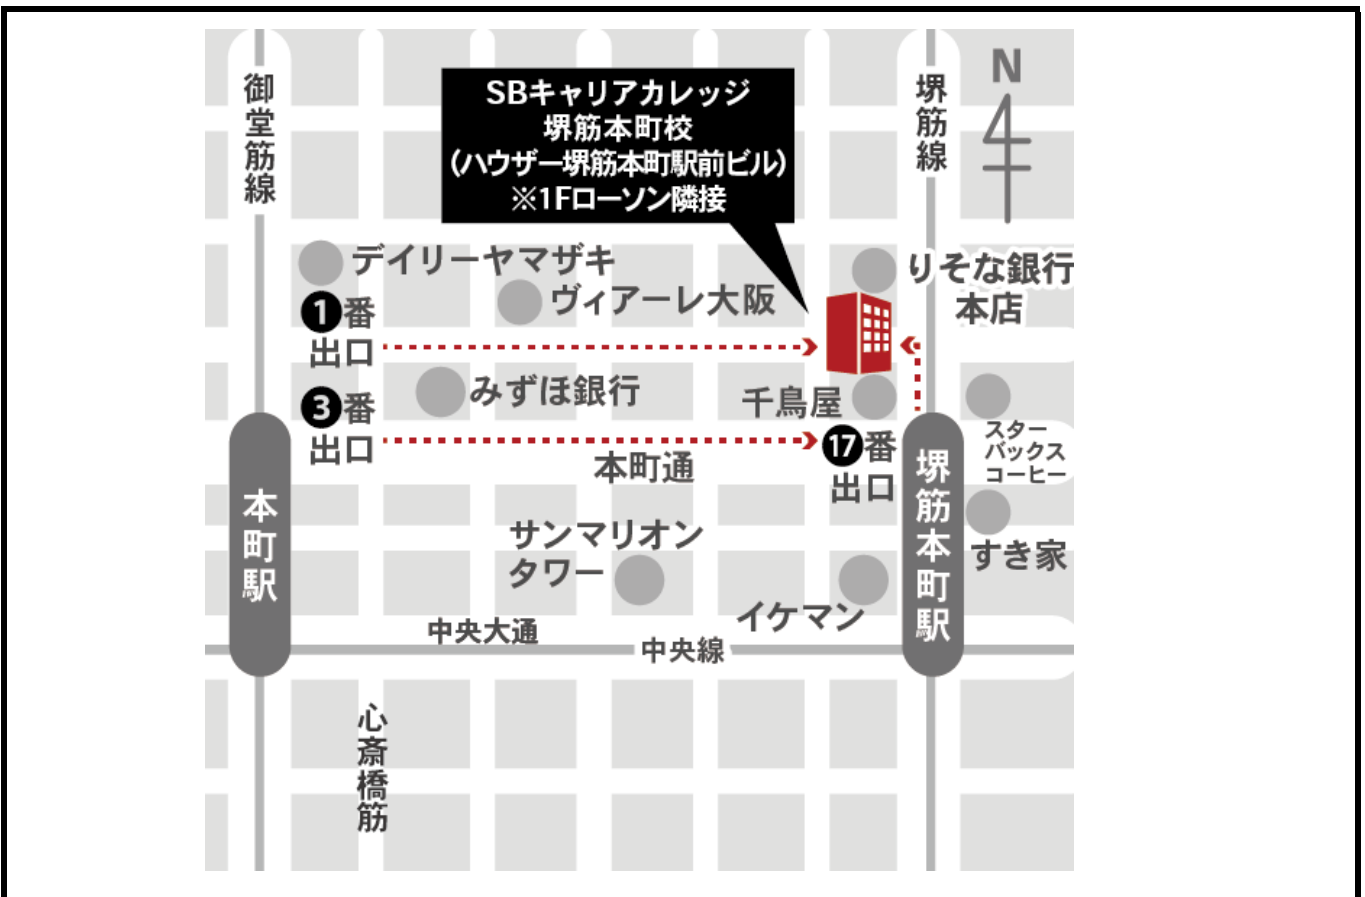 御堂筋線
SBキャリアカレッジ
堺筋本町校
(ハウザー堺筋本町駅前ビル)
※1Fローソン隣接
堺筋線
N
デイリーヤマザキ
ヴィアーレ大阪
りそな銀行
本店
1番
出口
みずほ銀行
千鳥屋
3番
出口
本町通
17番
出口
スター
バックス
コーヒー
本町駅
堺筋本町駅
サンマリオン
タワー
すき家
イケマン
中央大通
中央線
心斎橋筋